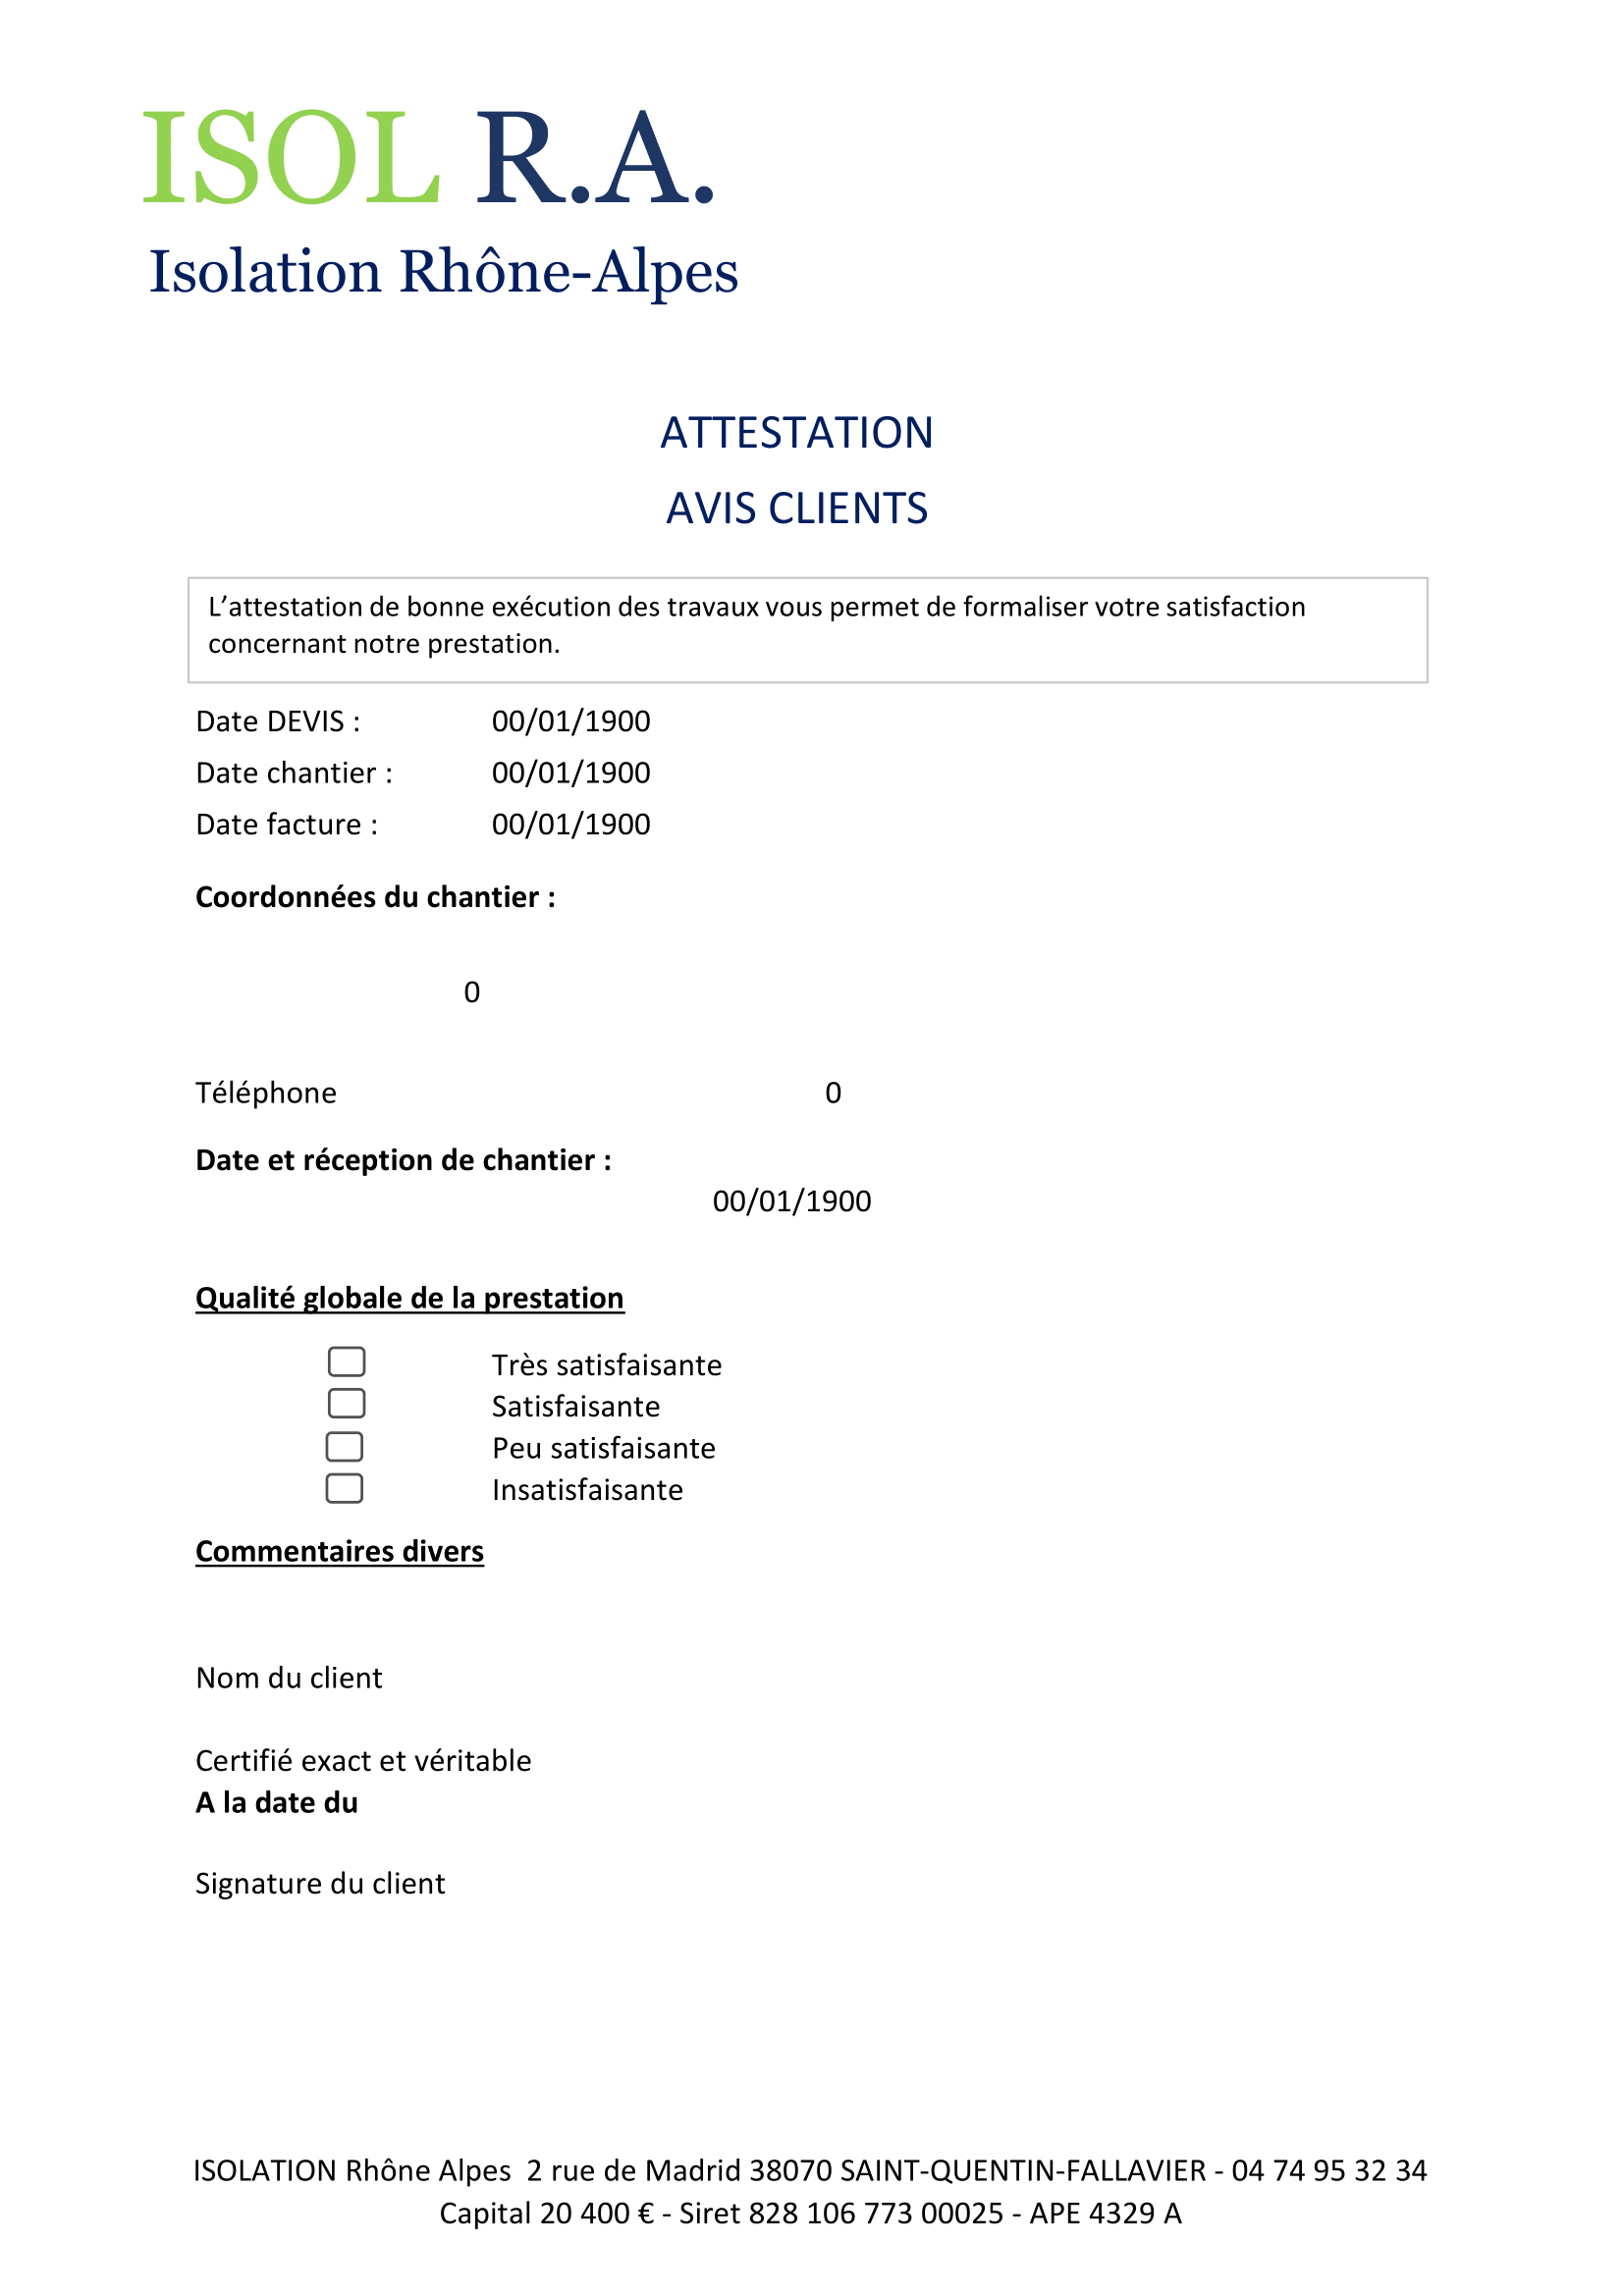 ISOL R.A.
Isolation Rhône-Alpes
ATTESTATION
AVIS CLIENTS
L’attestation de bonne exécution des travaux vous permet de formaliser votre satisfaction
concernant notre prestation.
Date DEVIS : 00/01/1900
Date chantier : 00/01/1900
Date facture : 00/01/1900
Coordonnées du chantier :
0
Téléphone 0
Date et réception de chantier :
00/01/1900
Qualité globale de la prestation
Très satisfaisante
Satisfaisante
Peu satisfaisante
Insatisfaisante
Commentaires divers
Nom du client
Certifié exact et véritable
A la date du
Signature du client
ISOLATION Rhône Alpes 2 rue de Madrid 38070 SAINT-QUENTIN-FALLAVIER - 04 74 95 32 34
Capital 20 400 € - Siret 828 106 773 00025 - APE 4329 A